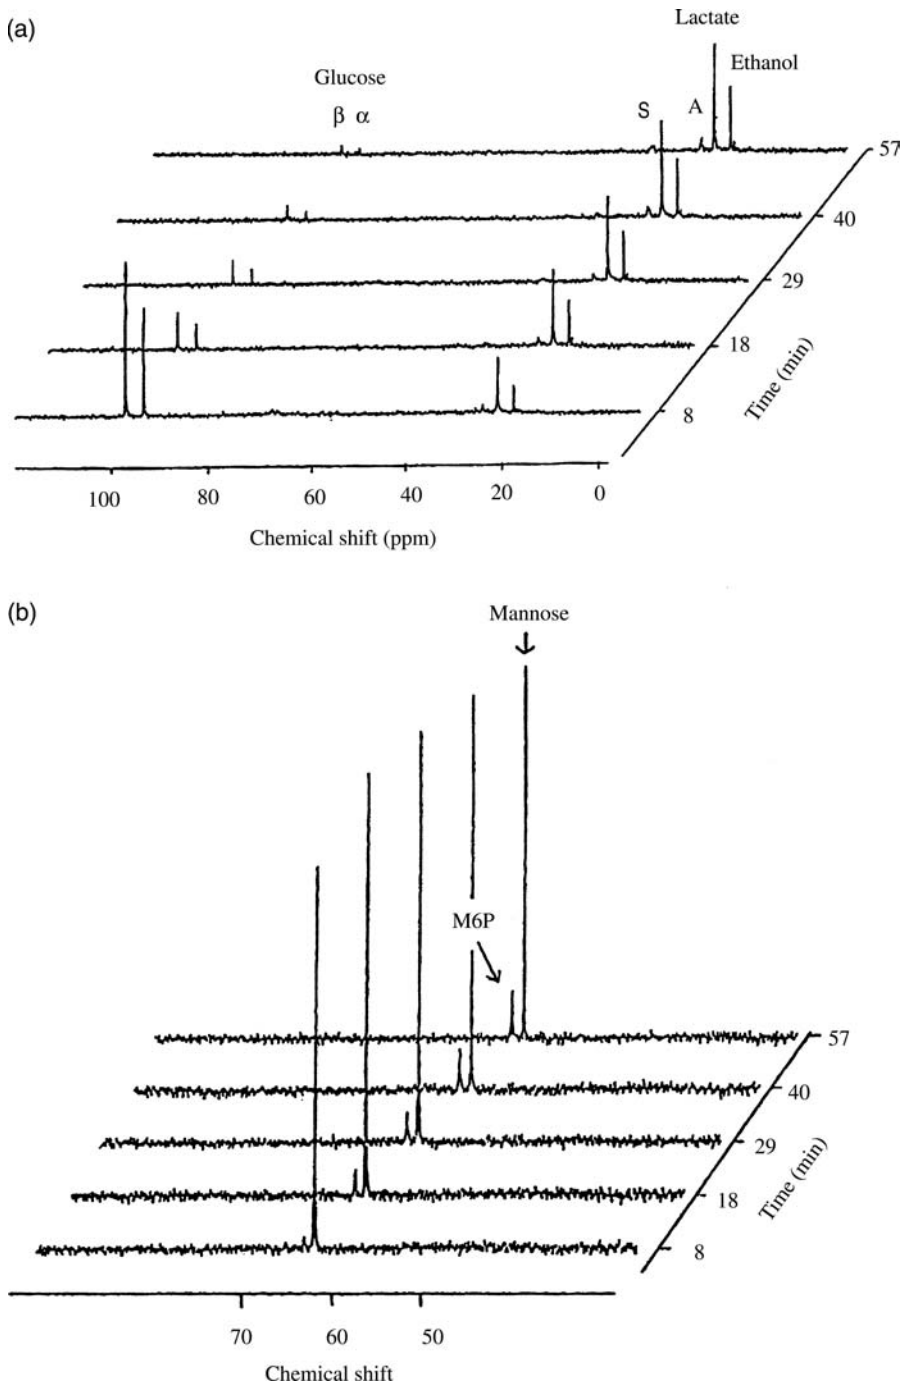 (a)
Lactate
Glucose
Ethanol
β α
S
A
57
40
29
18
8
Time (min)
100 80 60 40 20 0
Chemical shift (ppm)
(b)
Mannose
M6P
57
40
29
18
8
Time (min)
70 60 50
Chemical shift